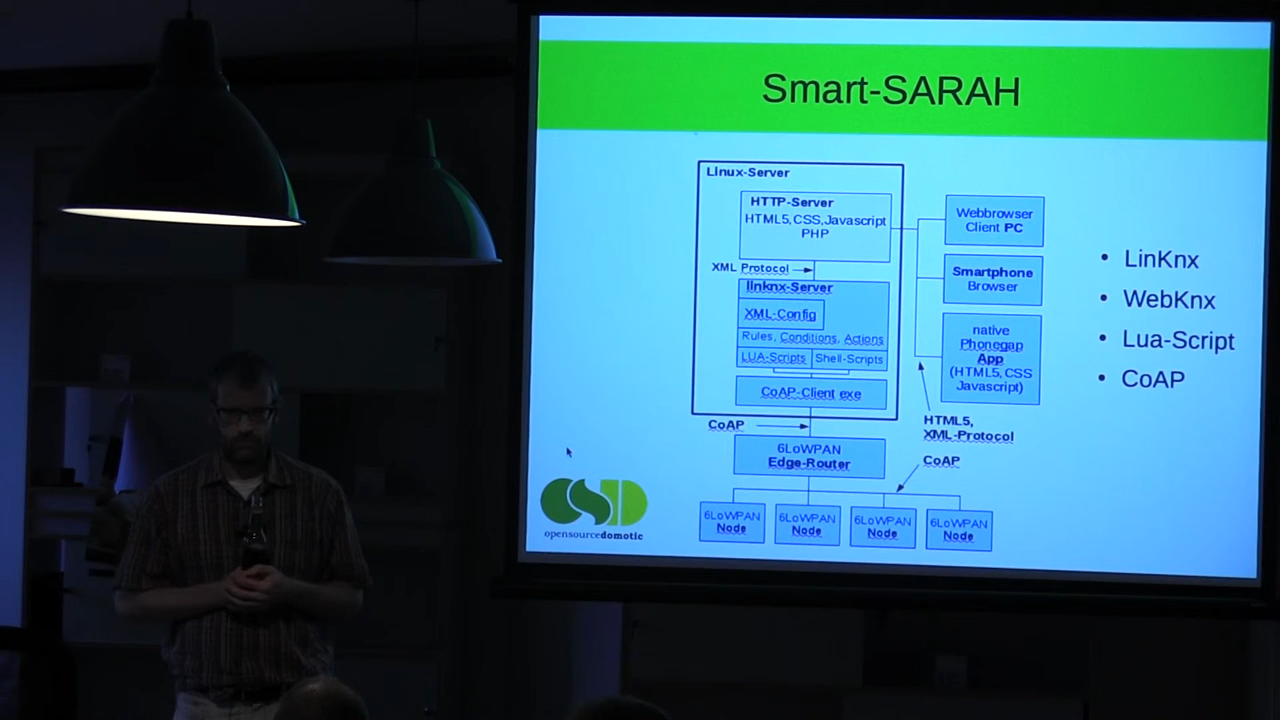 Smart-SARAH
Linux-Server
HTTP-Server
HTML5,CSS,Javascript
PHP
XML Protocol
linknx-Server
XML-Config
Rules, Conditions, Actions
LUA-Scripts
Shell-Scripts
CoAP-Client exe
CoAP
6LoWPAN
Edge-Router
6LoWPAN
Node
6LoWPAN
Node
6LoWPAN
Node
6LoWPAN
Node
Webbrowser
Client PC
Smartphone
Browser
native
Phonegap
App
(HTML5, CSS
Javascript)
HTML5,
XML-Protocol
CoAP
• LinKnx
• WebKnx
• Lua-Script
• CoAP
opensourcedomotic